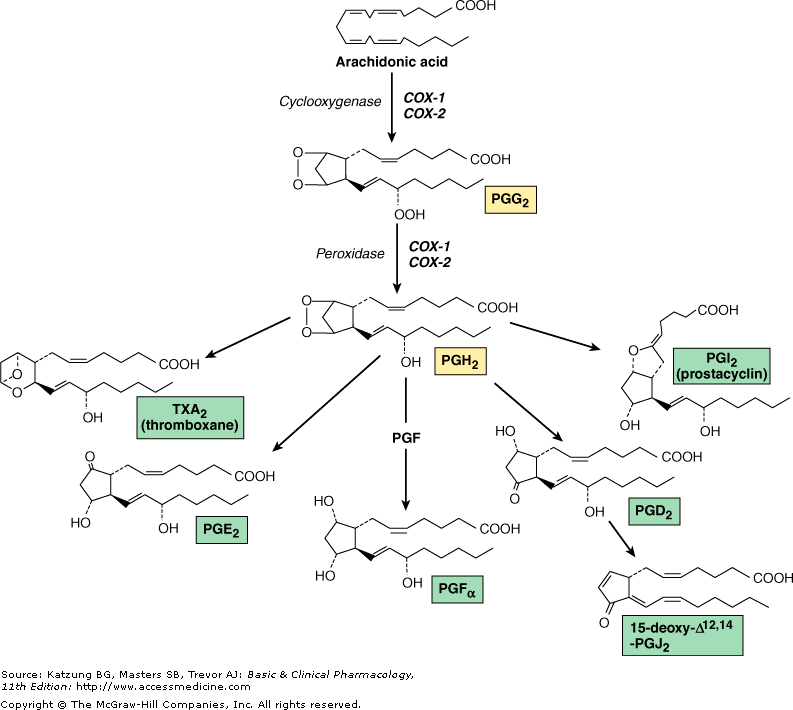 COOH
Arachidonic acid
Cyclooxygenase
COX-1
COX-2
O
O
COOH
OOH
PGG2
Peroxidase
COX-1
COX-2
O
O
COOH
OH
PGH2
O
O
COOH
OH
TXA2
(thromboxane)
COOH
O
OH
OH
PGI2
(prostacyclin)
PGF
O
COOH
HO
OH
PGE2
HO
COOH
HO
OH
PGFα
HO
COOH
O
OH
PGD2
COOH
O
15-deoxy-Δ12,14
-PGJ2
Source: Katzung BG, Masters SB, Trevor AJ: Basic & Clinical Pharmacology,
11th Edition: http://www.accessmedicine.com
Copyright © The McGraw-Hill Companies, Inc. All rights reserved.